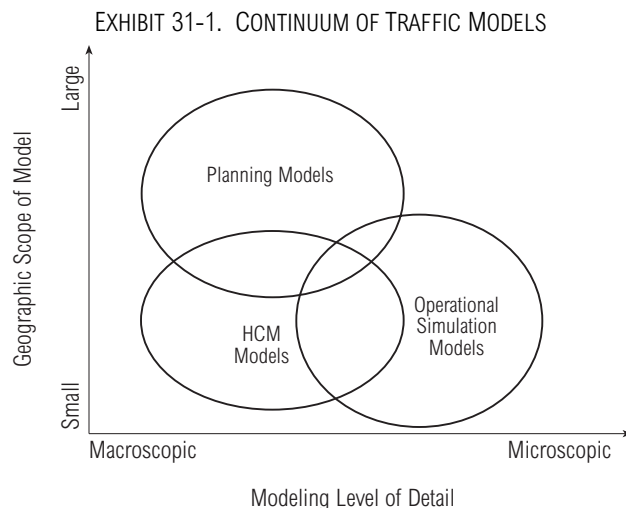 EXHIBIT 31-1. CONTINUUM OF TRAFFIC MODELS
Large
Geographic Scope of Model
Planning Models
HCM
Models
Operational
Simulation
Models
Small
Macroscopic
Microscopic
Modeling Level of Detail